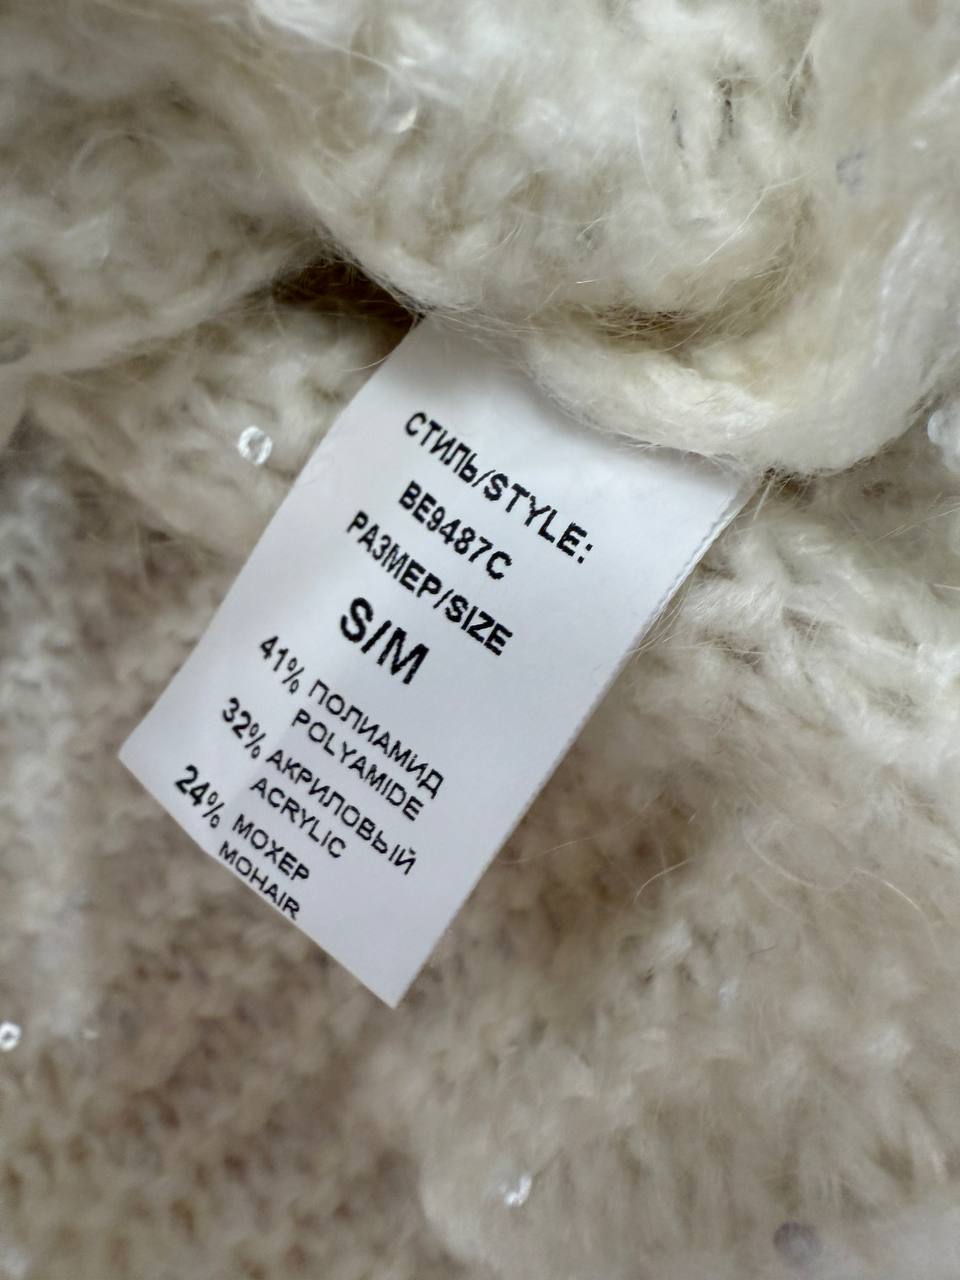 СТИЛЬ/STYLE:
BE9487C
РАЗМЕР/SIZE
S/M
41% ПОЛИАМИД
POLYAMIDE
32% АКРИЛОВЫЙ
ACRYLIC
24% МОХЕР
MOHAIR